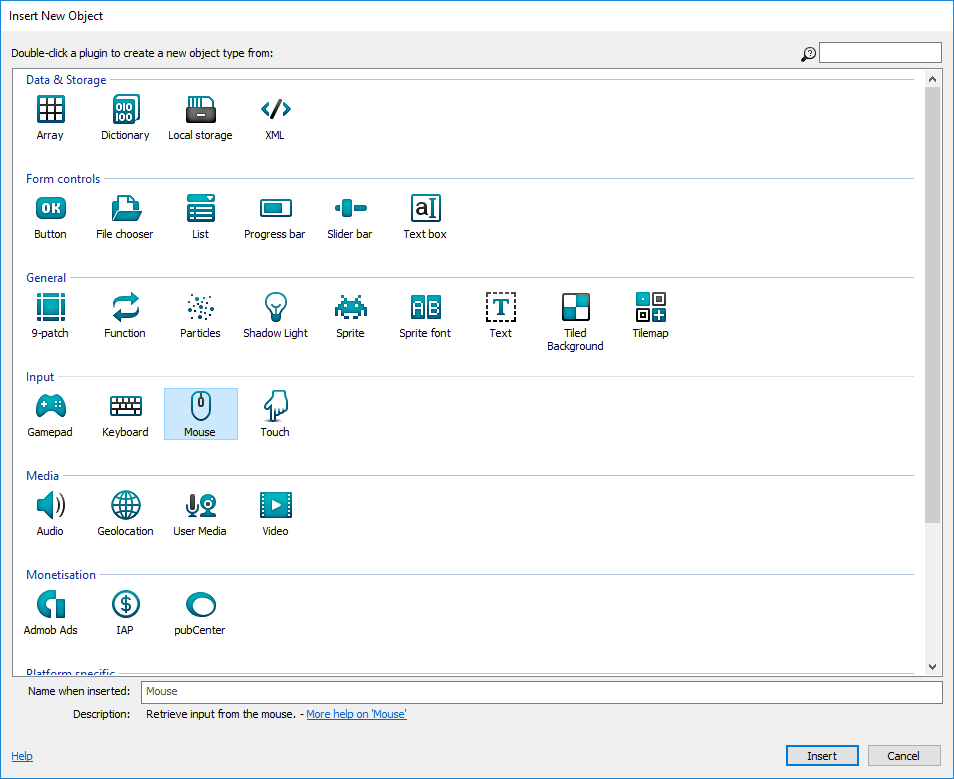 Insert New Object
Double-click a plugin to create a new object type from:
Data & Storage
Array Dictionary Local storage XML
Form controls
OK aI
Button File chooser List Progress bar Slider bar Text box
General
AB T
9-patch Function Particles Shadow Light Sprite Sprite font Text Tiled Background Tilemap
Input
Gamepad Keyboard Mouse Touch
Media
Audio Geolocation User Media Video
Monetisation
$
Admob Ads IAP pubCenter
Platform specific
Name when inserted: Mouse
Description: Retrieve input from the mouse. - More help on 'Mouse'
Help Insert Cancel